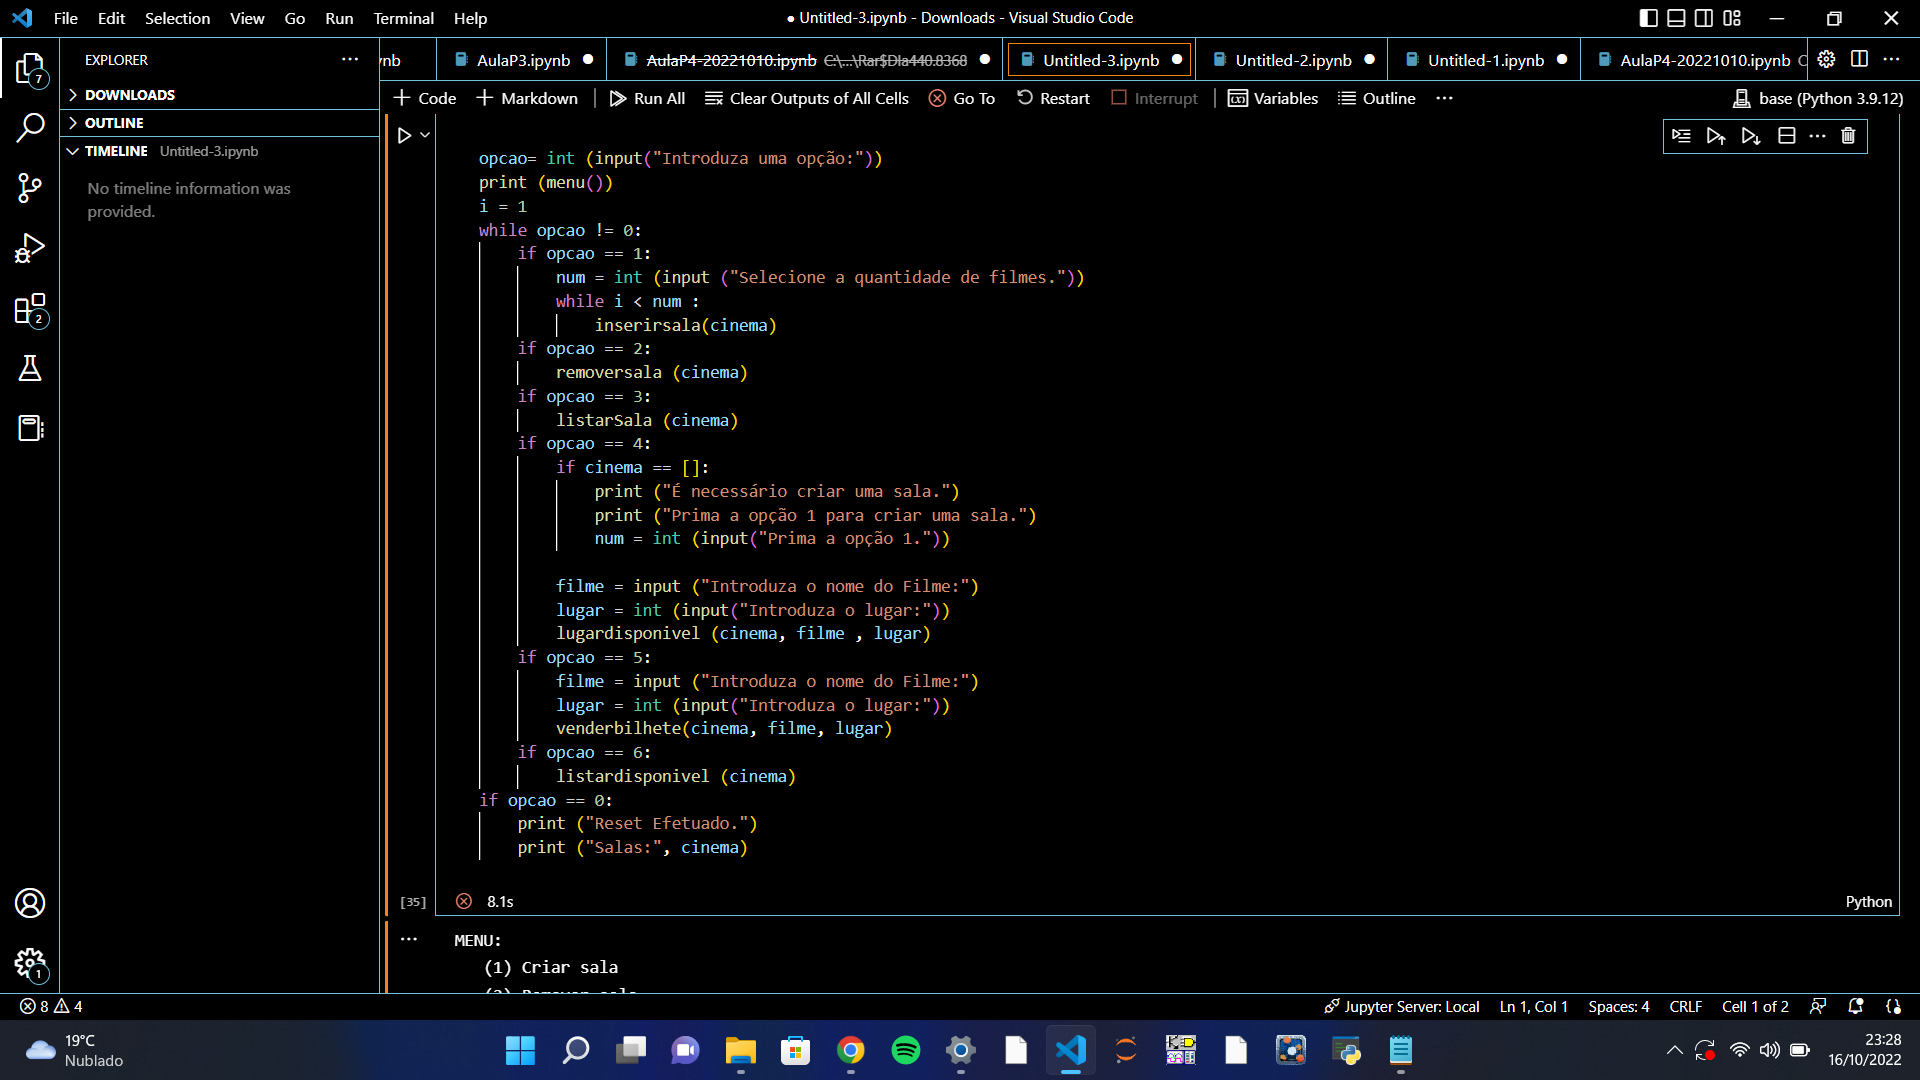 File Edit Selection View Go Run Terminal Help
● Untitled-3.ipynb - Downloads - Visual Studio Code
EXPLORER
nb
AulaP3.ipynb
AulaP4-20221010.ipynb C:\...\Rar$DIa440.8368
Untitled-3.ipynb
Untitled-2.ipynb
Untitled-1.ipynb
AulaP4-20221010.ipynb C
7
DOWNLOADS
OUTLINE
TIMELINE Untitled-3.ipynb
No timeline information was
provided.
Code Markdown Run All Clear Outputs of All Cells Go To Restart Interrupt Variables Outline ···
base (Python 3.9.12)
opcao= int (input("Introduza uma opção:"))
print (menu())
i = 1
while opcao != 0:
    if opcao == 1:
        num = int (input ("Selecione a quantidade de filmes."))
        while i < num :
            inserirsala(cinema)
    if opcao == 2:
        removersala (cinema)
    if opcao == 3:
        listarSala (cinema)
    if opcao == 4:
        if cinema == []:
            print ("É necessário criar uma sala.")
            print ("Prima a opção 1 para criar uma sala.")
            num = int (input("Prima a opção 1."))
        filme = input ("Introduza o nome do Filme:")
        lugar = int (input("Introduza o lugar:"))
        lugardisponivel (cinema, filme , lugar)
    if opcao == 5:
        filme = input ("Introduza o nome do Filme:")
        lugar = int (input("Introduza o lugar:"))
        venderbilhete(cinema, filme, lugar)
    if opcao == 6:
        listardisponivel (cinema)
if opcao == 0:
    print ("Reset Efetuado.")
    print ("Salas:", cinema)
2
[35] 8.1s
Python
MENU:
(1) Criar sala
(2) Remover sala
1
8 4
Jupyter Server: Local Ln 1, Col 1 Spaces: 4 CRLF Cell 1 of 2
19°C
Nublado
23:28
16/10/2022